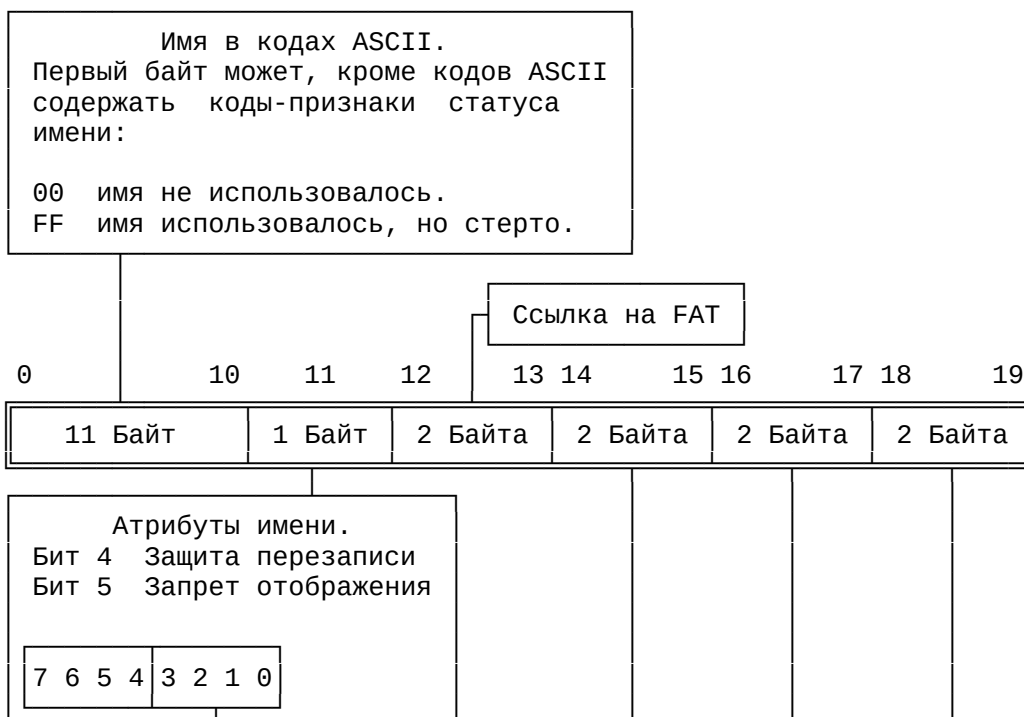 Имя в кодах ASCII.
Первый байт может, кроме кодов ASCII
содержать коды-признаки статуса
имени:
00 имя не использовалось.
FF имя использовалось, но стерто.
Ссылка на FAT
0 10 11 12 13 14 15 16 17 18 19
11 Байт 1 Байт 2 Байта 2 Байта 2 Байта 2 Байта
Атрибуты имени.
Бит 4 Защита перезаписи
Бит 5 Запрет отображения
7 6 5 4 3 2 1 0